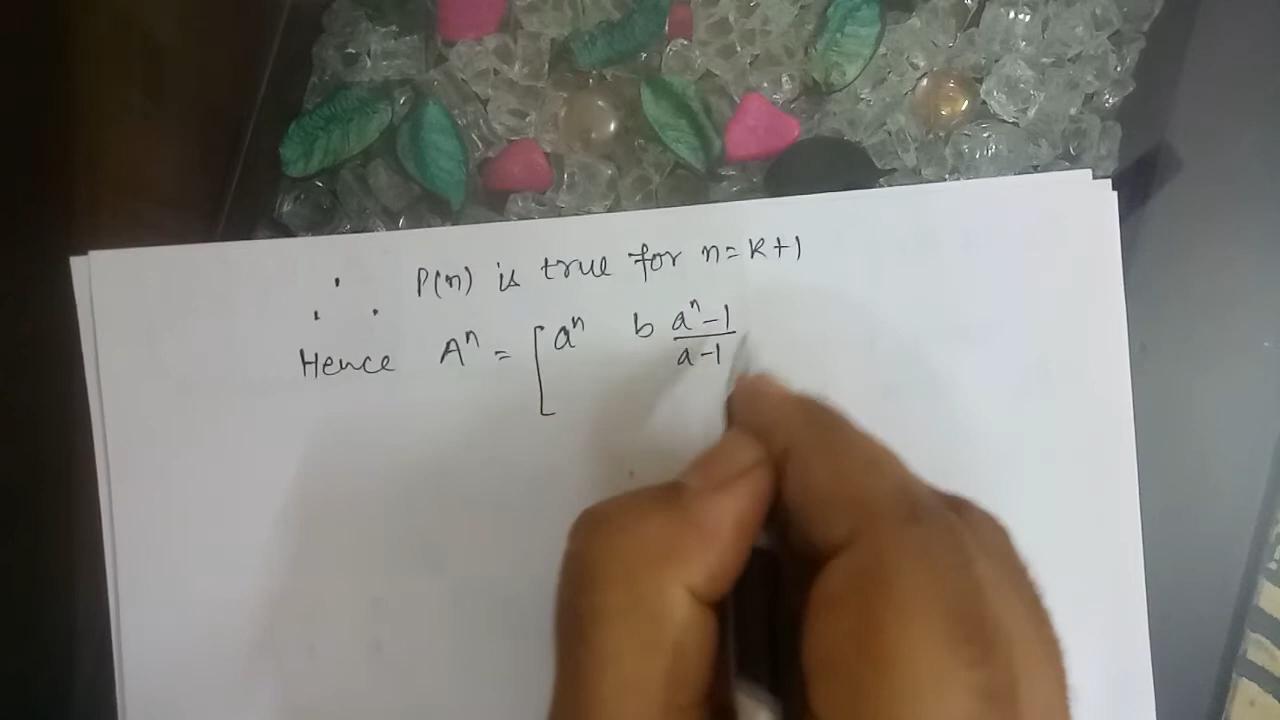 ∴ P(n) is true for n=k+1
Hence Aⁿ = [aⁿ b (aⁿ-1)/(a-1)